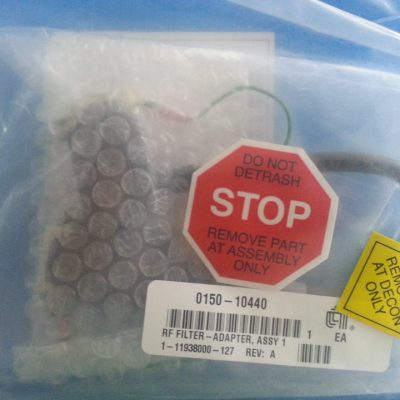 DO NOT
DETRASH
STOP
REMOVE PART
AT ASSEMBLY
ONLY
0150-10440
RF FILTER-ADAPTER, ASSY 1
1 EA
1-11938000-127 REV: A
AT DECON
ONLY